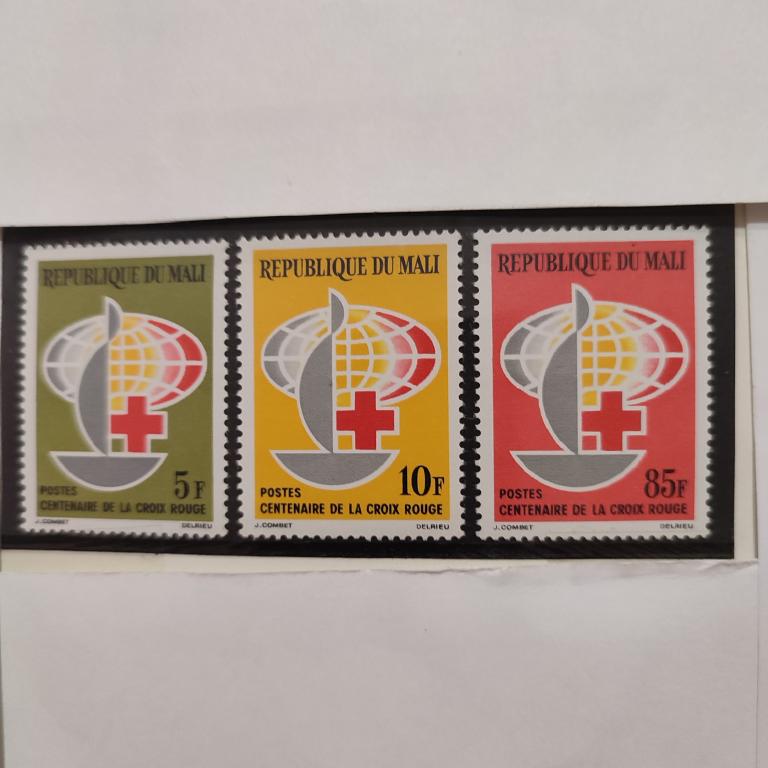 REPUBLIQUE DU MALI
5F
POSTES
CENTENAIRE DE LA CROIX ROUGE
J. COMBET DELRIEU
REPUBLIQUE DU MALI
10F
POSTES
CENTENAIRE DE LA CROIX ROUGE
J. COMBET DELRIEU
REPUBLIQUE DU MALI
85F
POSTES
CENTENAIRE DE LA CROIX ROUGE
J. COMBET DELRIEU